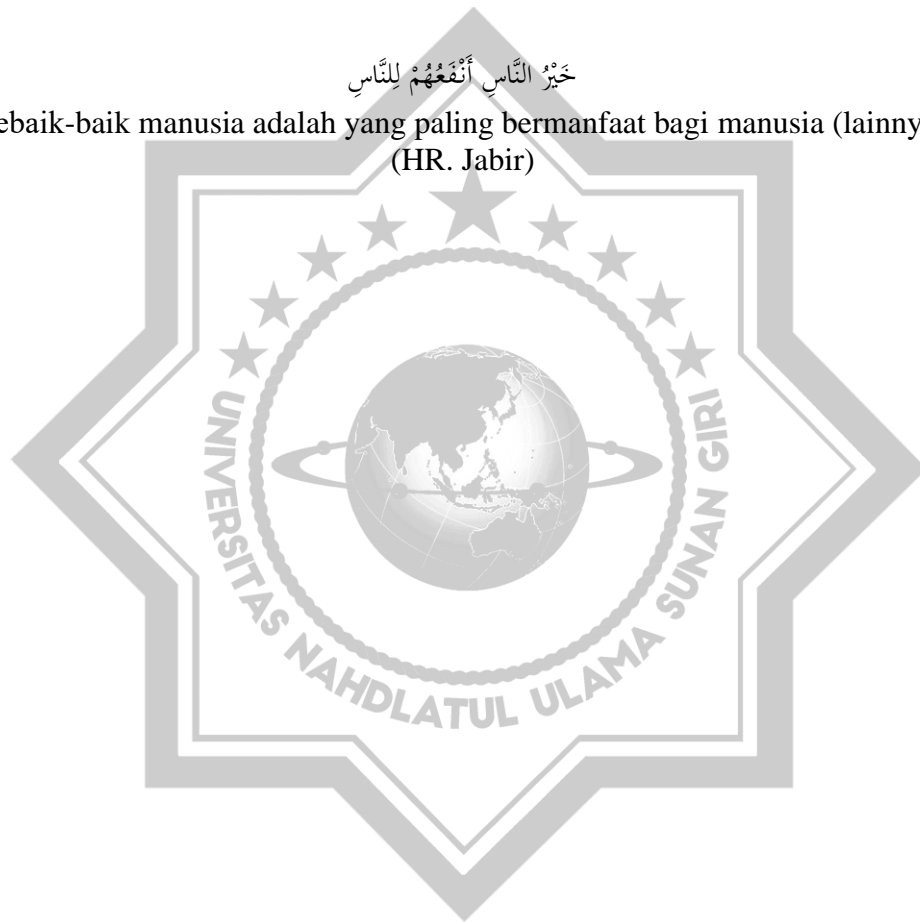 خَيْرُ النَّاسِ أَنْفَعُهُمْ لِلنَّاسِ
ebaik-baik manusia adalah yang paling bermanfaat bagi manusia (lainny
(HR. Jabir)
UNIVERSITAS NAHDLATUL ULAMA SUNAN GIRI